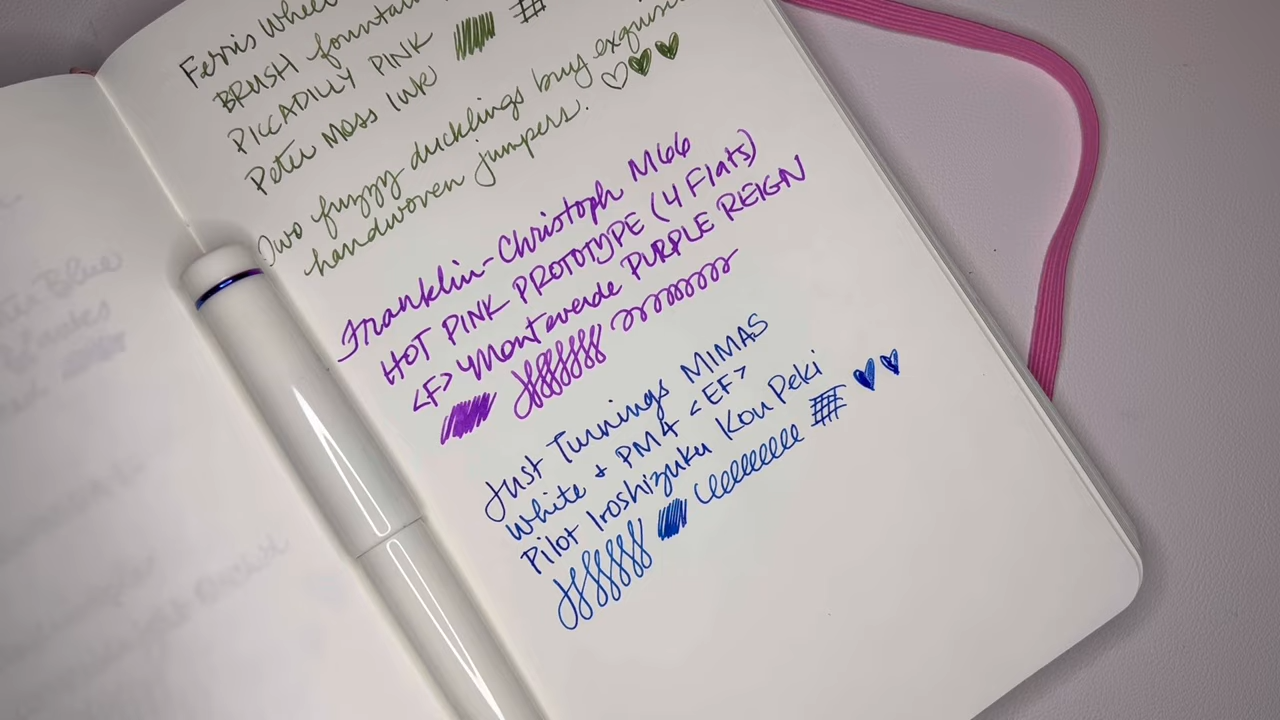 Ferris Wheel
BRUSH fountain
PICCADILLY PINK
Peter Moss Ink
Two fuzzy ducklings buy
handwoven jumpers.
Franklin-Christoph M66
HOT PINK PROTOTYPE (4 Flats)
<F> Monteverde PURPLE REIGN
Just Turnings MIMAS
White + PM4 <EF>
Pilot Iroshizuku Kon Peki